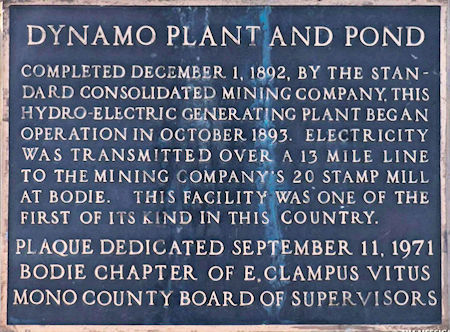 DYNAMO PLANT AND POND
COMPLETED DECEMBER 1, 1892, BY THE STAN-
DARD CONSOLIDATED MINING COMPANY, THIS
HYDRO-ELECTRIC GENERATING PLANT BEGAN
OPERATION IN OCTOBER 1893. ELECTRICITY
WAS TRANSMITTED OVER A 13 MILE LINE
TO THE MINING COMPANY'S 20 STAMP MILL
AT BODIE. THIS FACILITY WAS ONE OF THE
FIRST OF ITS KIND IN THIS COUNTRY.
PLAQUE DEDICATED SEPTEMBER 11, 1971
BODIE CHAPTER OF E. CLAMPUS VITUS
MONO COUNTY BOARD OF SUPERVISORS